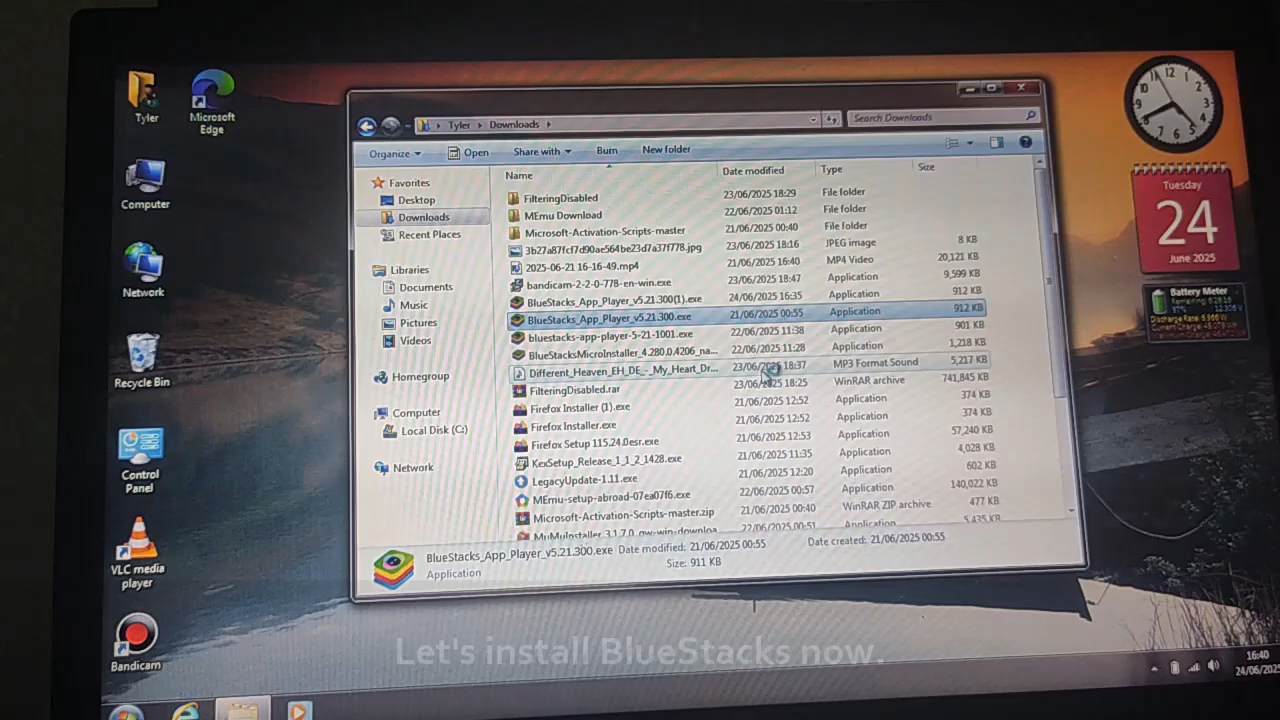 Tyler
Microsoft
Edge
Computer
Network
Recycle Bin
Control
Panel
VLC media
player
Bandicam
Tyler
Downloads
Search Downloads
Organize
Open
Share with
Burn
New folder
Favorites
Desktop
Downloads
Recent Places
Libraries
Documents
Music
Pictures
Videos
Homegroup
Computer
Local Disk (C:)
Network
Name Date modified Type Size
FilteringDisabled 23/06/2025 18:29 File folder
MEmu Download 22/06/2025 01:12 File folder
Microsoft-Activation-Scripts-master 21/06/2025 00:40 File folder
3b27a87fcf7d90ae564be23d7a37f778.jpg 23/06/2025 18:16 JPEG image 8 KB
2025-06-21 16-16-49.mp4 21/06/2025 16:40 MP4 Video 20,121 KB
bandicam-2-2-0-778-en-win.exe 23/06/2025 18:47 Application 9,599 KB
BlueStacks_App_Player_v5.21.300(1).exe 24/06/2025 16:35 Application 912 KB
BlueStacks_App_Player_v5.21.300.exe 21/06/2025 00:55 Application 912 KB
bluestacks-app-player-5-21-1001.exe 22/06/2025 11:38 Application 901 KB
BlueStacksMicroInstaller_4.280.0.4206_na... 22/06/2025 11:28 Application 1,218 KB
Different_Heaven_EH_DE_-_My_Heart_Dr... 23/06/2025 18:37 MP3 Format Sound 5,217 KB
FilteringDisabled.rar 23/06/2025 18:25 WinRAR archive 741,845 KB
Firefox Installer (1).exe 21/06/2025 12:52 Application 374 KB
Firefox Installer.exe 21/06/2025 12:52 Application 374 KB
Firefox Setup 115.24.0esr.exe 21/06/2025 12:53 Application 57,240 KB
KexSetup_Release_1_1_2_1428.exe 21/06/2025 11:35 Application 4,028 KB
LegacyUpdate-1.11.exe 21/06/2025 12:20 Application 602 KB
MEmu-setup-abroad-07ea07f6.exe 22/06/2025 00:57 Application 140,022 KB
Microsoft-Activation-Scripts-master.zip 21/06/2025 00:40 WinRAR ZIP archive 477 KB
22/06/2025 00:51 Application 5,435 KB
BlueStacks_App_Player_v5.21.300.exe Date modified: 21/06/2025 00:55 Date created: 21/06/2025 00:55
Application Size: 911 KB
Tuesday
24
June 2025
Battery Meter
Let's install BlueStacks now.
16:40
24/06/2025